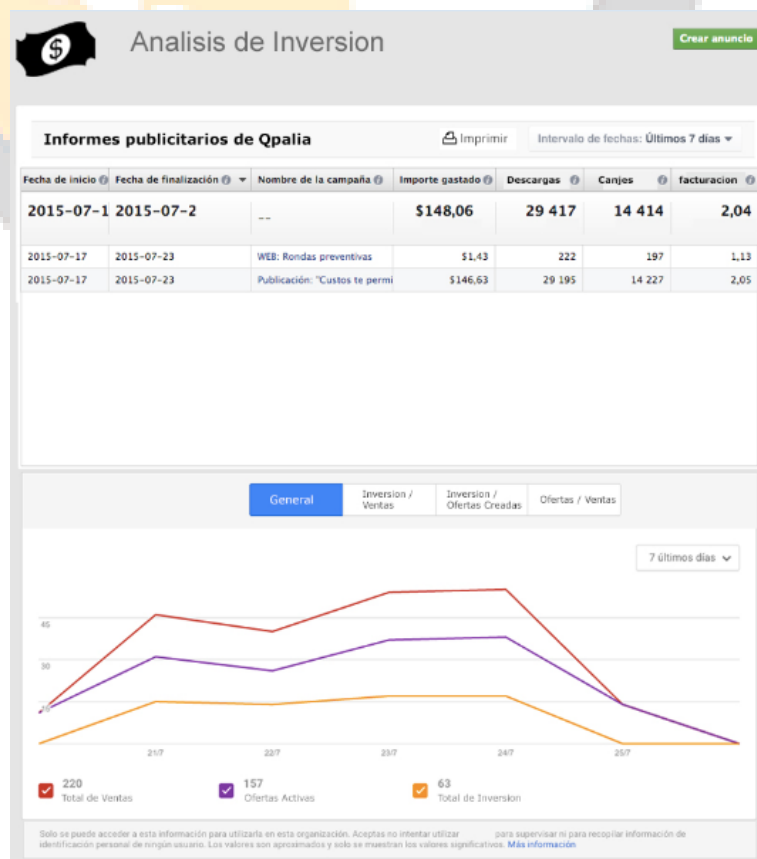 Analisis de Inversion
Crear anuncio
Informes publicitarios de Qpalia
Imprimir
Intervalo de fechas: Últimos 7 días
Fecha de inicio Fecha de finalización Nombre de la campaña Importe gastado Descargas Canjes facturacion
2015-07-1 2015-07-2 -- $148,06 29 417 14 414 2,04
2015-07-17 2015-07-23 WEB: Rondas preventivas $1,43 222 197 1,13
2015-07-17 2015-07-23 Publicación: "Custos te permi $146,63 29 195 14 227 2,05
General
Inversion / Ventas
Inversion / Ofertas Creadas
Ofertas / Ventas
7 últimos días
45
30
15
21/7 22/7 23/7 24/7 25/7
220 157 63
Total de Ventas Ofertas Activas Total de Inversion
Solo se puede acceder a esta información para utilizarla en esta organización. Aceptas no intentar utilizar para supervisar ni para recopilar información de
identificación personal de ningún usuario. Los valores son aproximados y solo se muestran los valores significativos. Más información